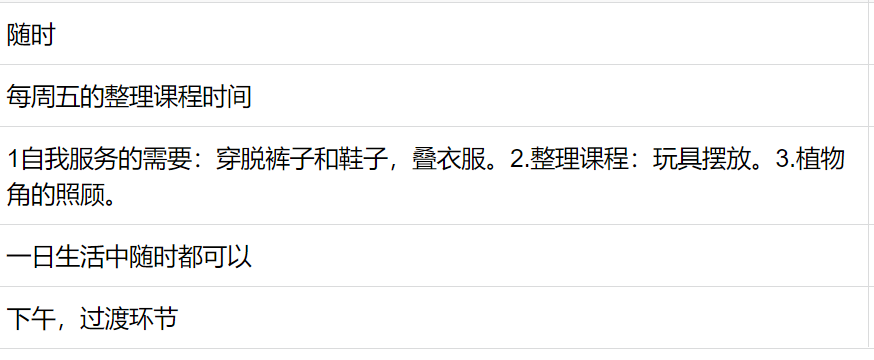 随时
每周五的整理课程时间
1自我服务的需要：穿脱裤子和鞋子，叠衣服。2.整理课程：玩具摆放。3.植物
角的照顾。
一日生活中随时都可以
下午，过渡环节